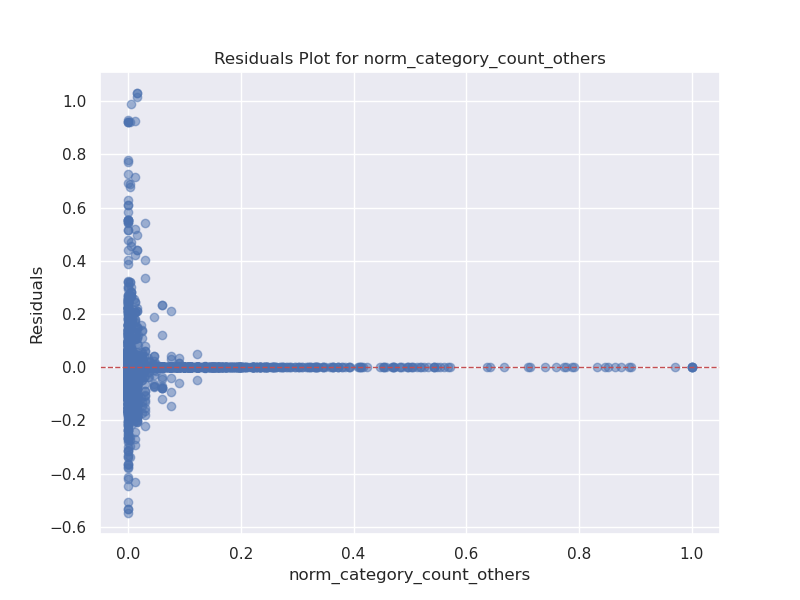 Residuals Plot for norm_category_count_others
1.0
0.8
0.6
0.4
0.2
0.0
−0.2
−0.4
−0.6
Residuals
0.0 0.2 0.4 0.6 0.8 1.0
norm_category_count_others